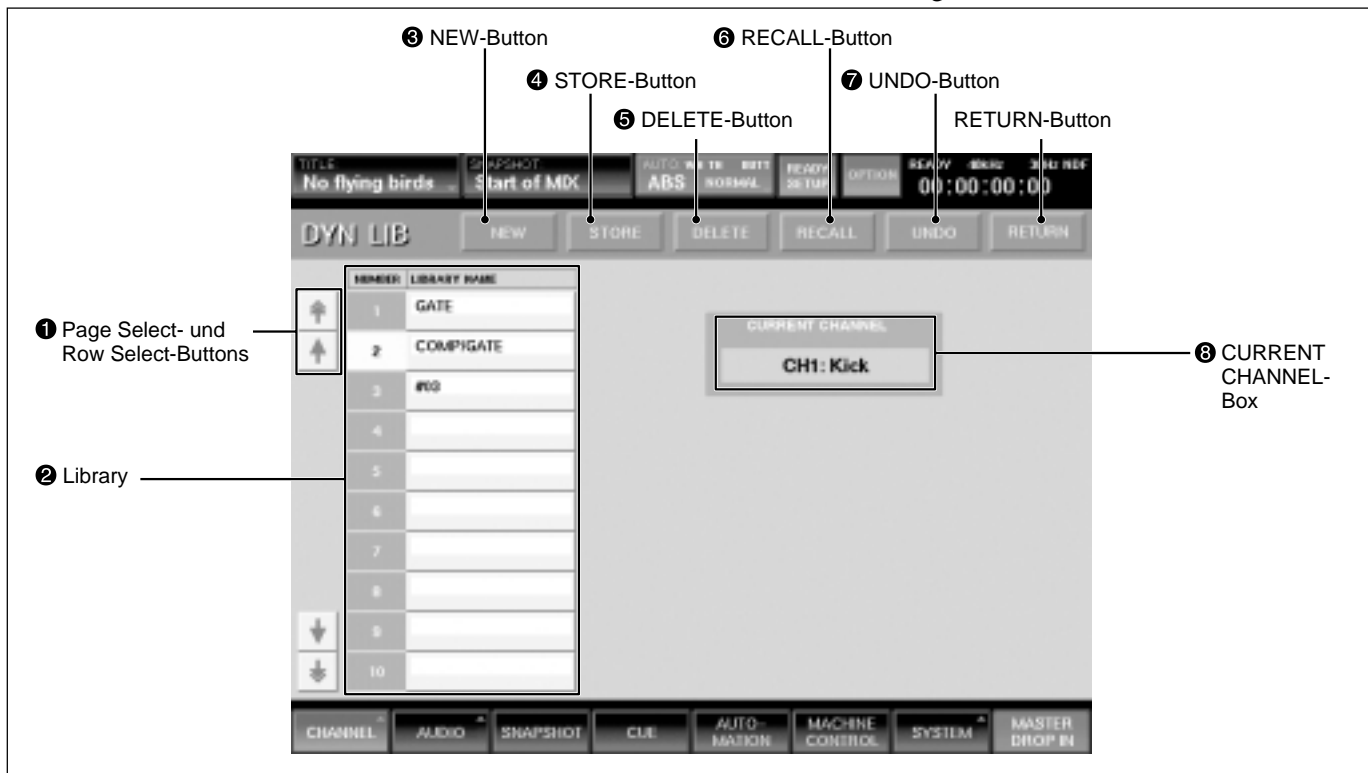 ❸ NEW-Button
❻ RECALL-Button
❹ STORE-Button
❼ UNDO-Button
❺ DELETE-Button
RETURN-Button
TITLE:
No flying birds
SNAPSHOT:
Start of MIX
AUTO
ABS
NORMAL
READY
SETUP
OPTION
READY
NDF
00:00:00:00
DYN LIB
NEW
STORE
DELETE
RECALL
UNDO
RETURN
NUMBER LIBRARY NAME
1 GATE
2 COMP/GATE
3 #03
4
5
6
7
8
9
10
❶ Page Select- und
Row Select-Buttons
❷ Library
CURRENT CHANNEL
CH1: Kick
❽ CURRENT
CHANNEL-
Box
CHANNEL
AUDIO
SNAPSHOT
CUE
AUTO-
MATION
MACHINE
CONTROL
SYSTEM
MASTER
DROP IN